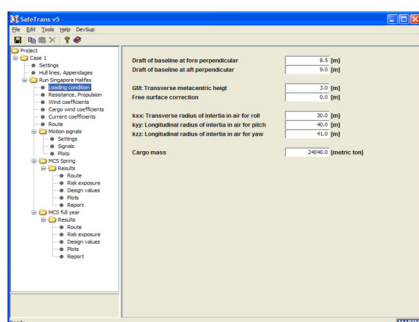 SafeTrans v5
File Edit Tools Help DevSup
Project
Case 1
Settings
Hull lines, Appendages
Run Singapore Halifax
Loading condition
Resistance, Propulsion
Wind coefficients
Cargo wind coefficients
Current coefficients
Route
Motion signals
Settings
Signals
Plots
MCS Spring
Results
Route
Risk exposure
Design values
Plots
Report
MCS full year
Results
Route
Risk exposure
Design values
Plots
Report
Draft of baseline at fore perpendicular 8.5 [m]
Draft of baseline at aft perpendicular 9.0 [m]
GM: Transverse metacentric heigt 3.0 [m]
Free surface correction 0.0 [m]
kxx: Transverse radius of intertia in air for roll 30.0 [m]
kyy: Longitudinal radius of intertia in air for pitch 40.0 [m]
kzz: Longitudinal radius of intertia in air for yaw 41.0 [m]
Cargo mass 24040.0 [metric ton]